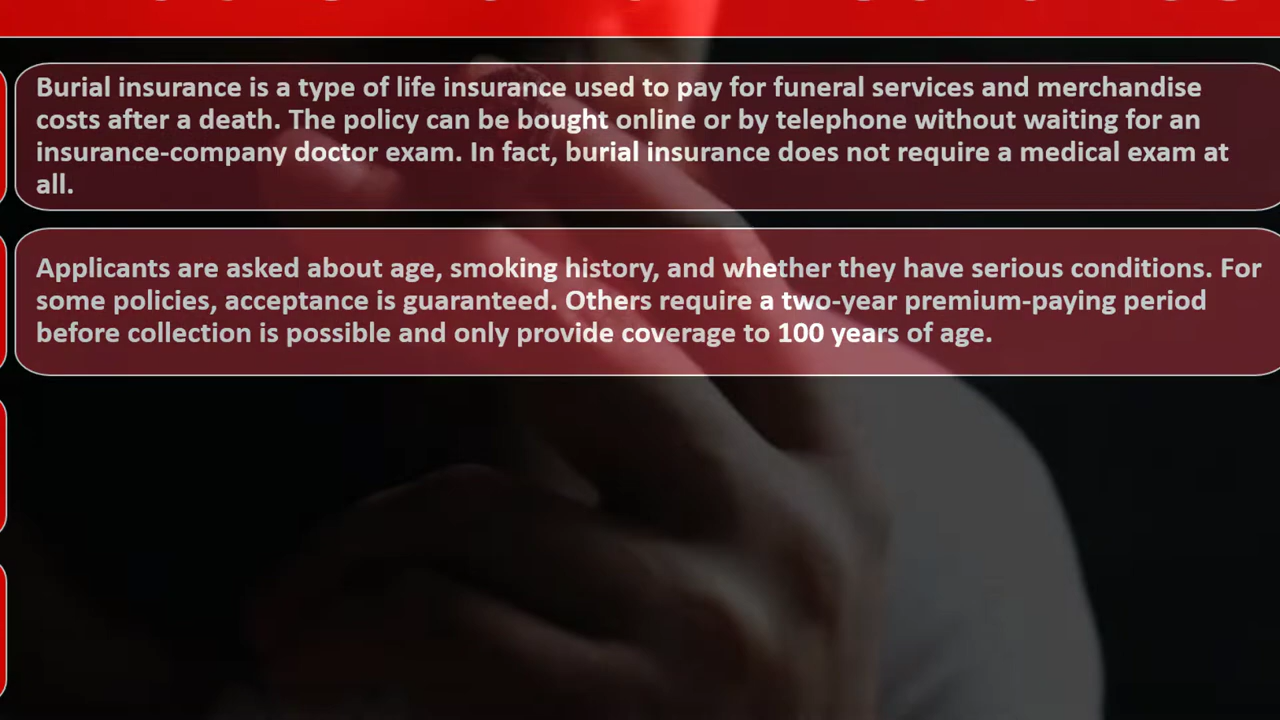 Burial insurance is a type of life insurance used to pay for funeral services and merchandise
costs after a death. The policy can be bought online or by telephone without waiting for an
insurance-company doctor exam. In fact, burial insurance does not require a medical exam at
all.
Applicants are asked about age, smoking history, and whether they have serious conditions. For
some policies, acceptance is guaranteed. Others require a two-year premium-paying period
before collection is possible and only provide coverage to 100 years of age.